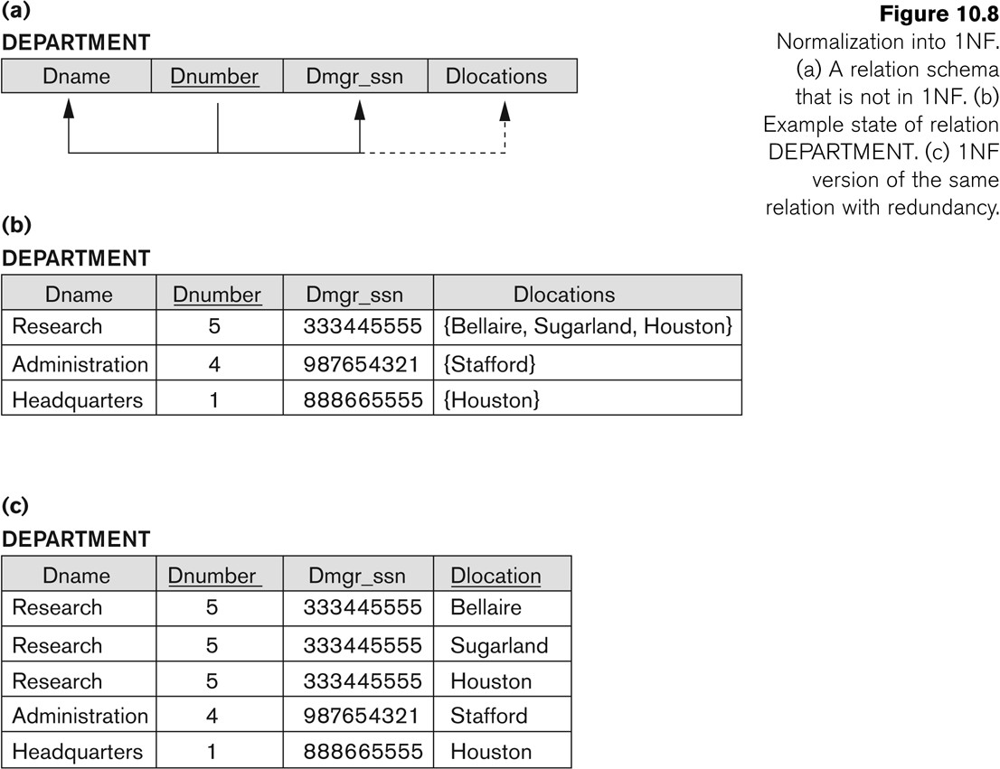 (a)
DEPARTMENT
Dname Dnumber Dmgr_ssn Dlocations
Figure 10.8
Normalization into 1NF.
(a) A relation schema
that is not in 1NF. (b)
Example state of relation
DEPARTMENT. (c) 1NF
version of the same
relation with redundancy.
(b)
DEPARTMENT
Dname Dnumber Dmgr_ssn Dlocations
Research 5 333445555 {Bellaire, Sugarland, Houston}
Administration 4 987654321 {Stafford}
Headquarters 1 888665555 {Houston}
(c)
DEPARTMENT
Dname Dnumber Dmgr_ssn Dlocation
Research 5 333445555 Bellaire
Research 5 333445555 Sugarland
Research 5 333445555 Houston
Administration 4 987654321 Stafford
Headquarters 1 888665555 Houston